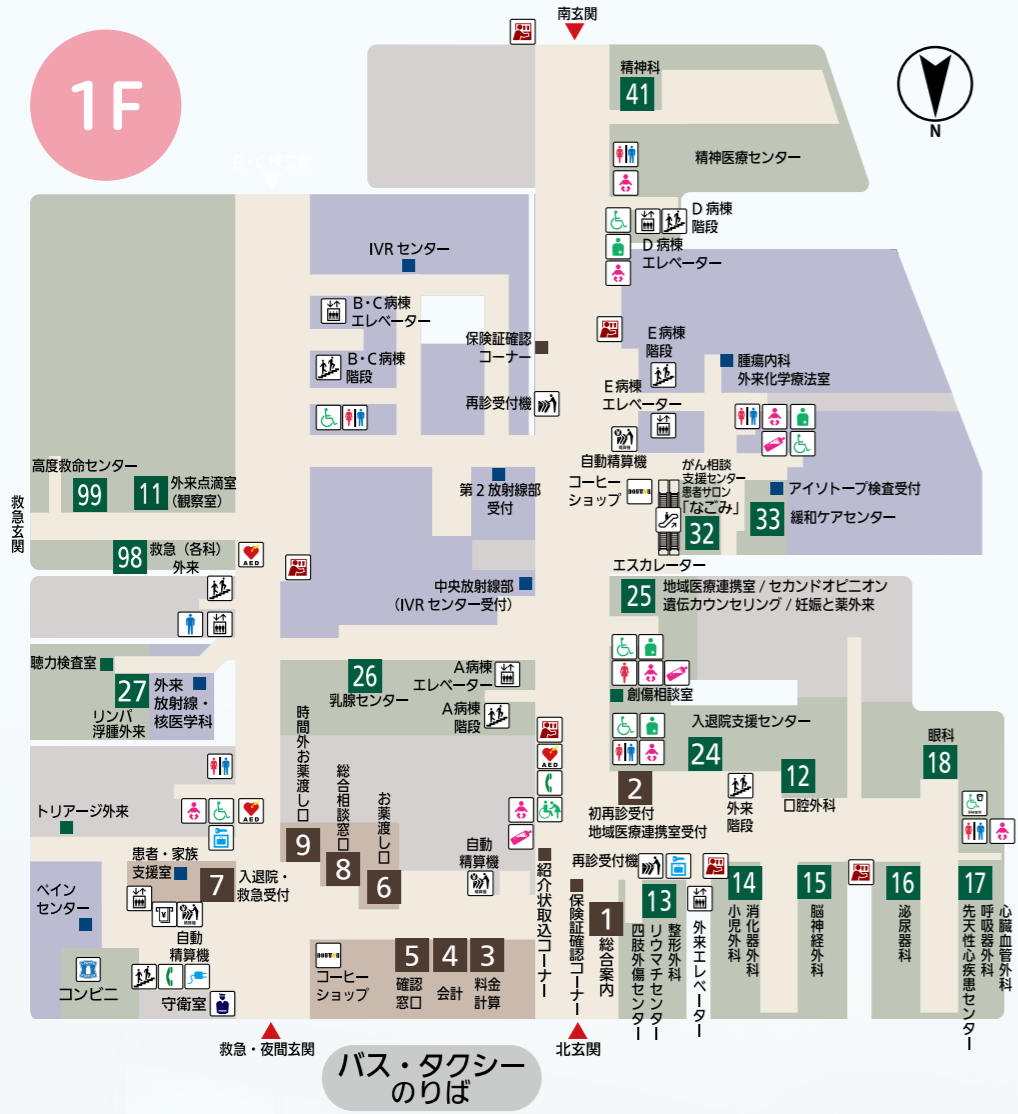 南玄関
1F
N
精神科
41
精神医療センター
B・C棟玄関
D病棟
階段
D病棟
エレベーター
IVRセンター
B・C病棟
エレベーター
B・C病棟
階段
保険証確認
コーナー
再診受付機
E病棟
階段
E病棟
エレベーター
腫瘍内科
外来化学療法室
自動精算機
コーヒー
ショップ
がん相談
支援センター
患者サロン
「なごみ」
32
アイソトープ検査受付
33
緩和ケアセンター
エスカレーター
高度救命センター
99
11
外来点滴室
(観察室)
救急玄関
98
救急(各科)
外来
AED
第2放射線部
受付
中央放射線部
(IVRセンター受付)
25
地域医療連携室 / セカンドオピニオン
遺伝カウンセリング / 妊娠と薬外来
聴力検査室
27
リンパ
浮腫外来
外来
放射線・
核医学科
26
乳腺センター
A病棟
エレベーター
A病棟
階段
AED
創傷相談室
入退院支援センター
24
2
初再診受付
地域医療連携室受付
外来
階段
12
口腔外科
眼科
18
トリアージ外来
AED
時間外お薬渡し口
9
総合相談窓口
8
お薬渡し口
6
自動
精算機
患者・家族
支援室
7
入退院・
救急受付
ペイン
センター
自動
精算機
コンビニ
守衛室
コーヒー
ショップ
5
確認
窓口
4
会計
3
料金
計算
紹介状取込コーナー
保険証確認コーナー
1
総合案内
再診受付機
13
整形外科
リウマチセンター
四肢外傷センター
外来エレベーター
14
消化器外科
小児外科
15
脳神経外科
16
泌尿器科
17
心臓血管外科
呼吸器外科
先天性心疾患センター
救急・夜間玄関
北玄関
バス・タクシー
のりば